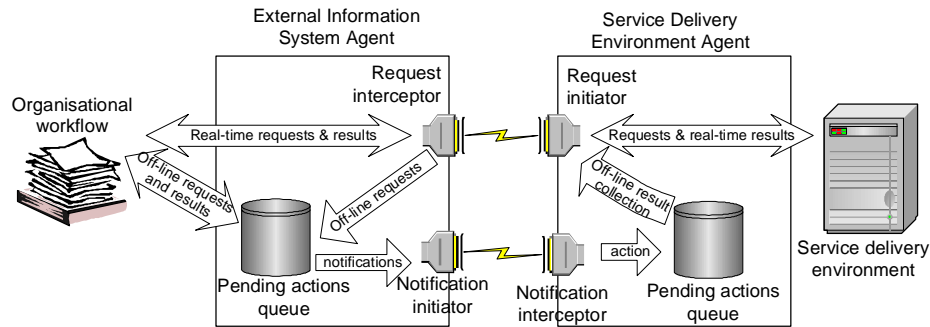 External Information
System Agent
Service Delivery
Environment Agent
Request
interceptor
Request
initiator
Organisational
workflow
Real-time requests & results
Requests & real-time results
Off-line requests
and results
Off-line requests
Off-line result
collection
notifications
action
Pending actions
queue
Notification
initiator
Notification
interceptor
Pending actions
queue
Service delivery
environment